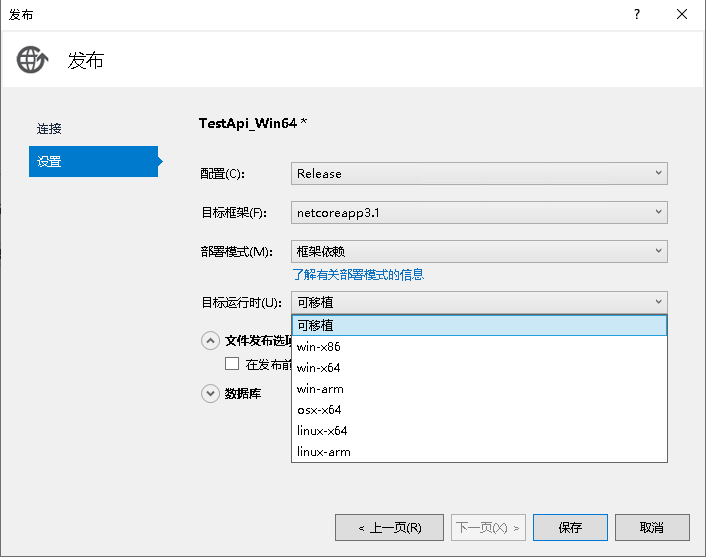 发布
发布
连接
设置
TestApi_Win64 *
配置(C): Release
目标框架(F): netcoreapp3.1
部署模式(M): 框架依赖
了解有关部署模式的信息
目标运行时(U): 可移植
可移植
win-x86
win-x64
win-arm
osx-x64
linux-x64
linux-arm
文件发布选项
在发布前
数据库
< 上一页(R)
下一页(X) >
保存
取消